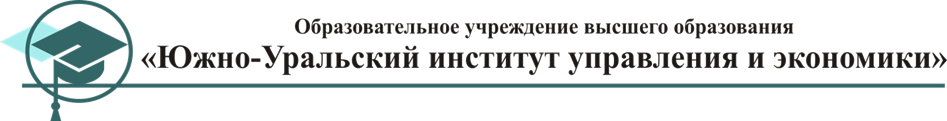 Образовательное учреждение высшего образования
«Южно-Уральский институт управления и экономики»